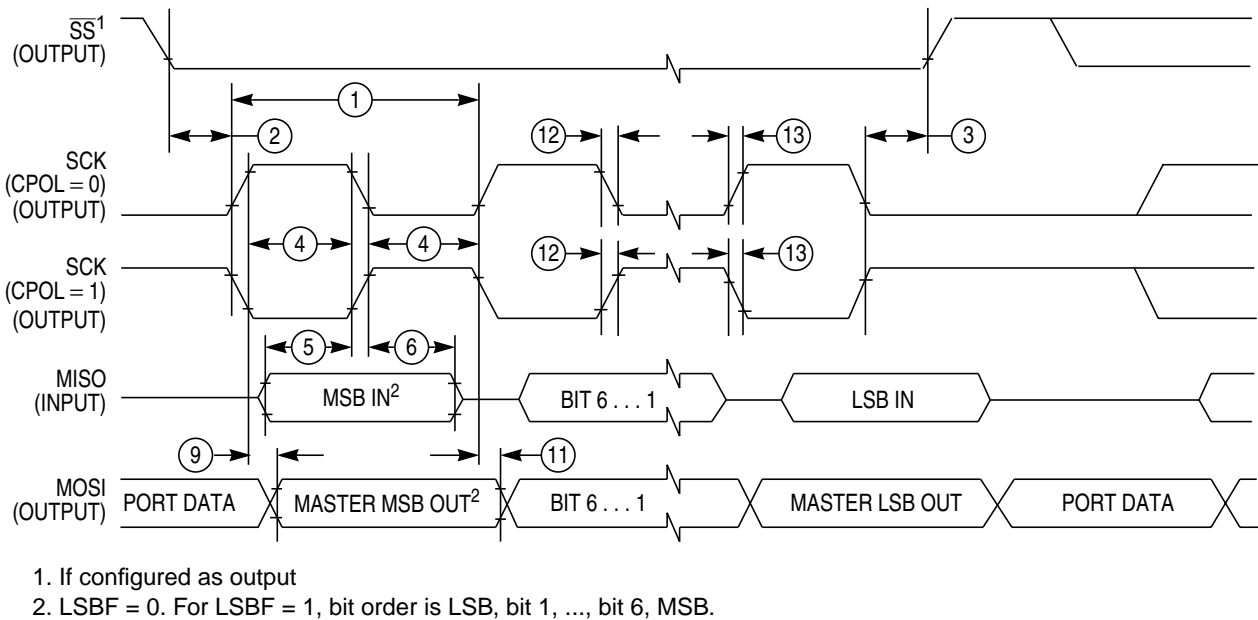 SS¹
(OUTPUT)
1
2
12
13
3
SCK
(CPOL = 0)
(OUTPUT)
4
4
SCK
(CPOL = 1)
(OUTPUT)
12
13
5
6
MISO
(INPUT)
MSB IN²
BIT 6 . . . 1
LSB IN
9
11
MOSI
(OUTPUT)
PORT DATA
MASTER MSB OUT²
BIT 6 . . . 1
MASTER LSB OUT
PORT DATA
1. If configured as output
2. LSBF = 0. For LSBF = 1, bit order is LSB, bit 1, ..., bit 6, MSB.